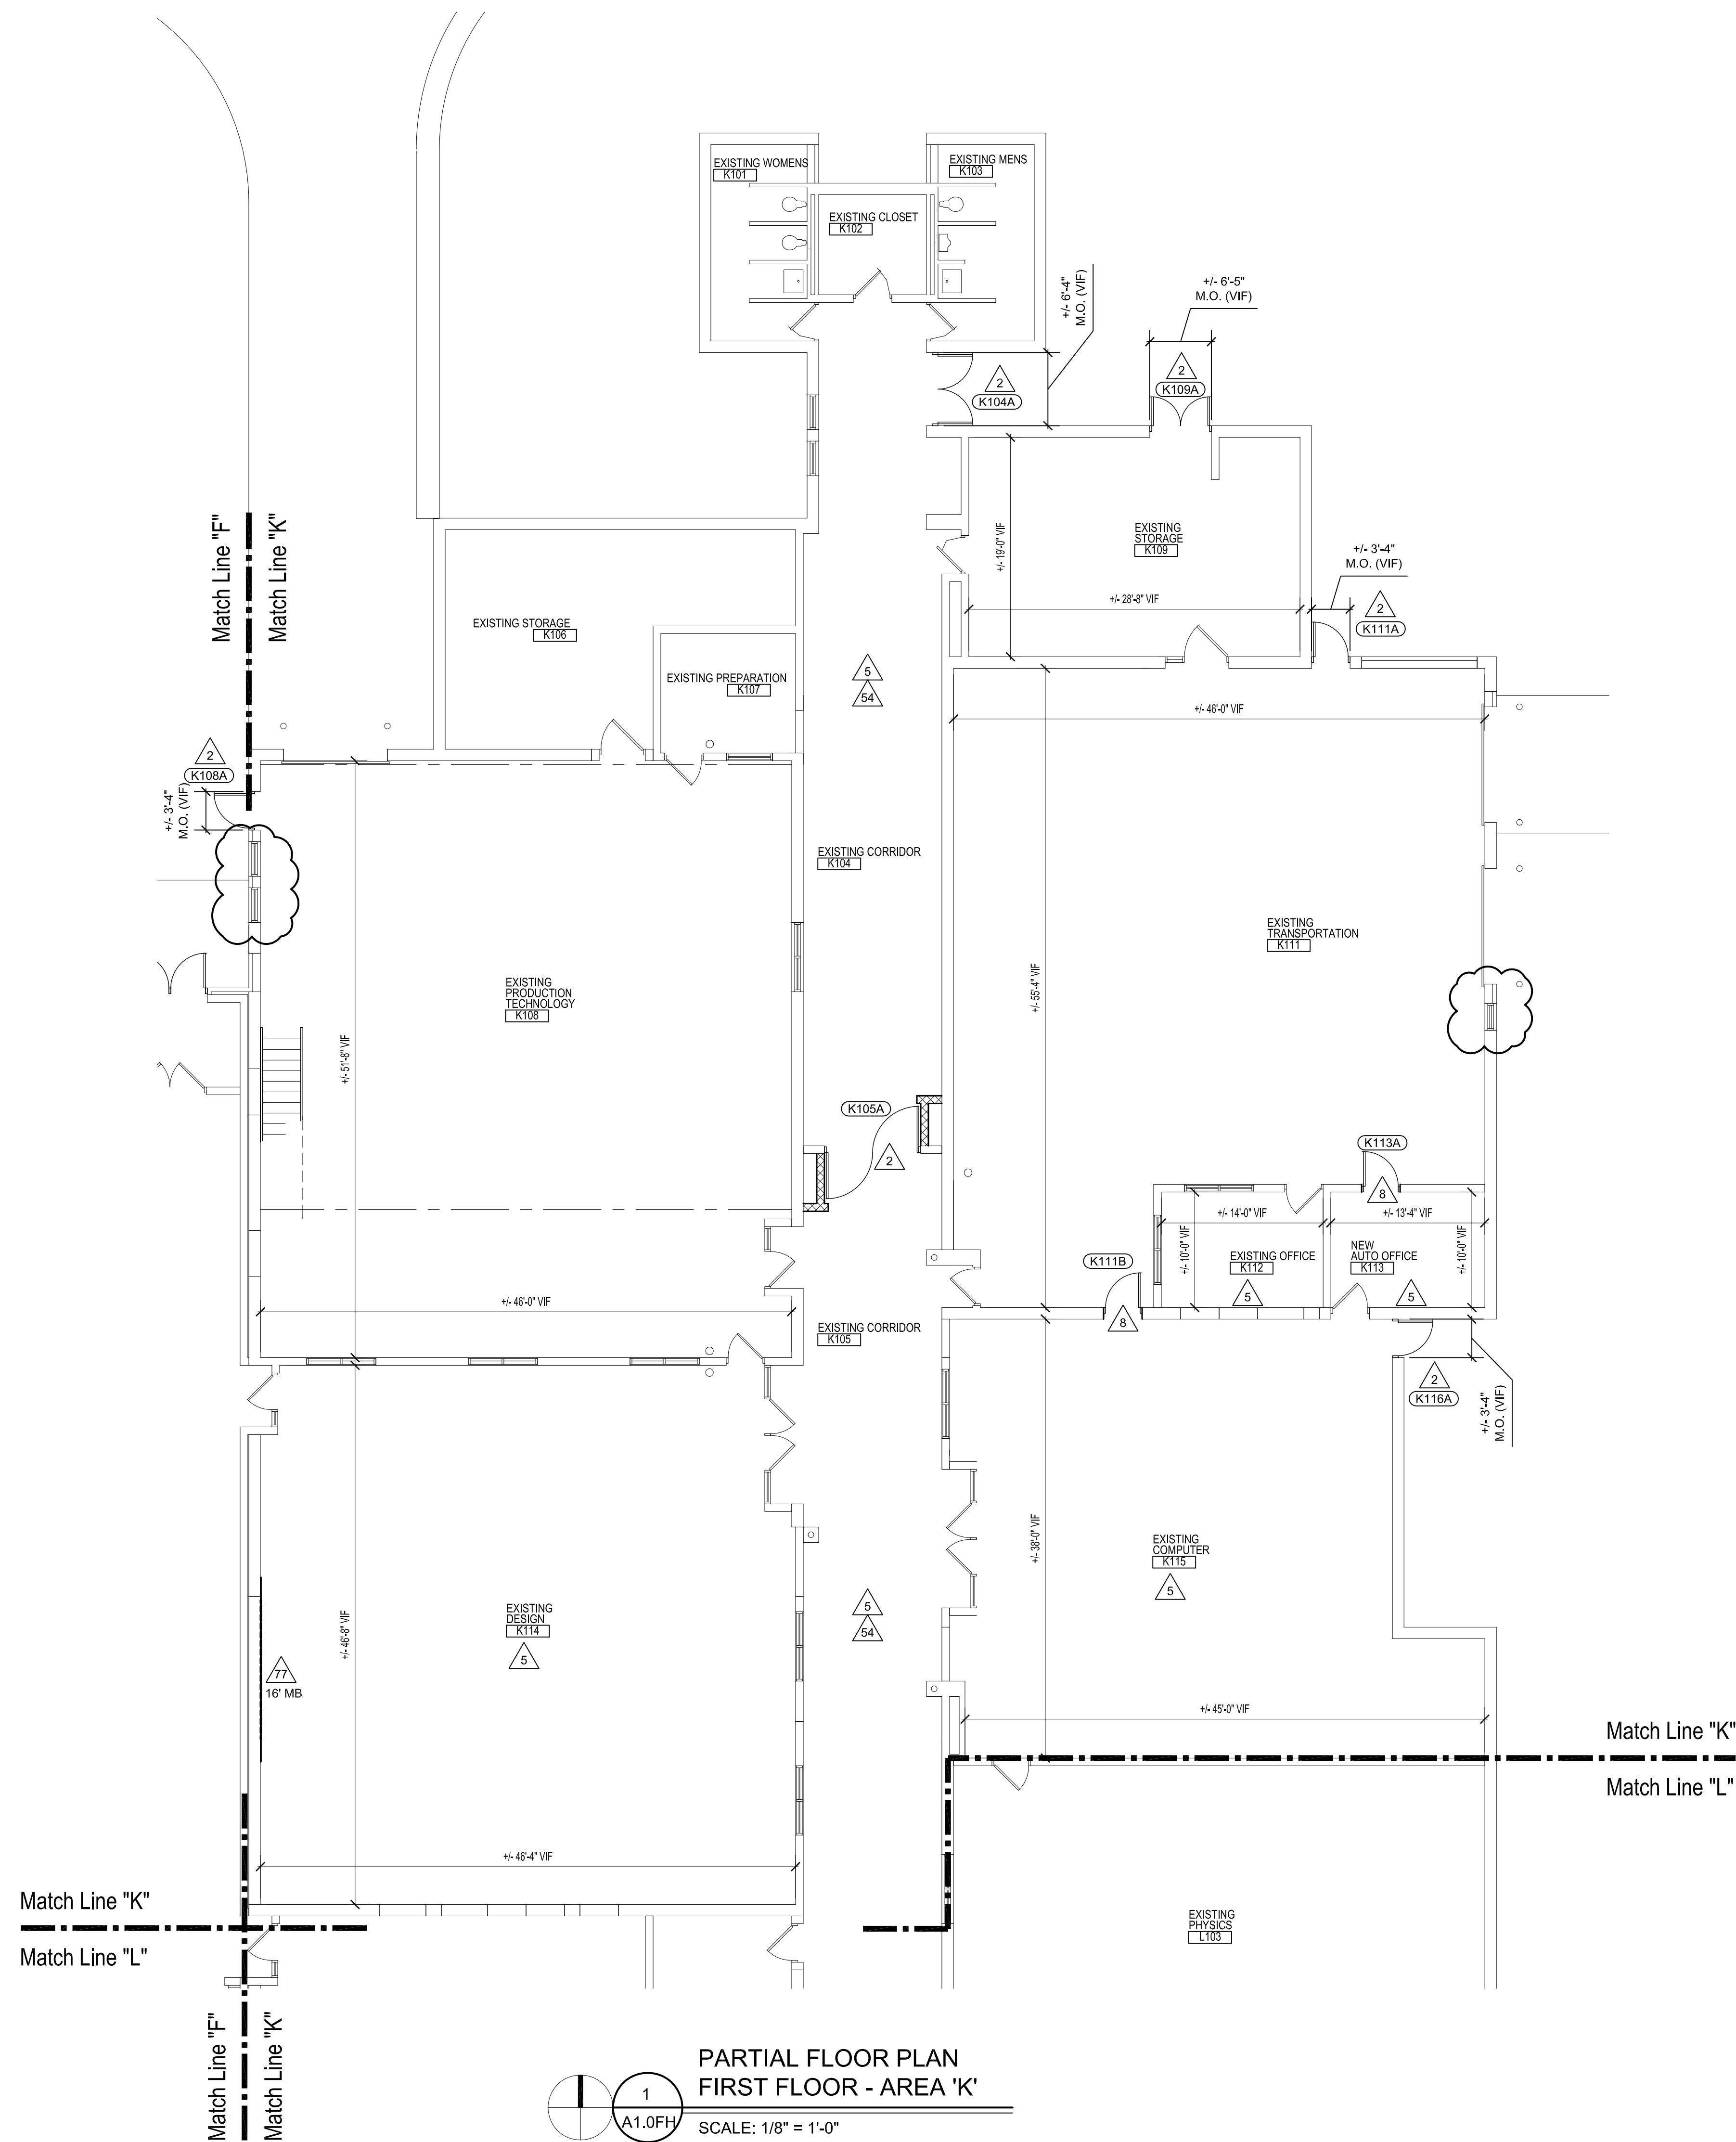 EXISTING WOMENS
K101
EXISTING MENS
K103
EXISTING CLOSET
K102
+/- 6'-4"
M.O. (VIF)
+/- 6'-5"
M.O. (VIF)
2
K109A
2
K104A
Match Line "F"
Match Line "K"
EXISTING
STORAGE
K109
+/- 19'-0" VIF
+/- 28'-8" VIF
+/- 3'-4"
M.O. (VIF)
2
K111A
EXISTING STORAGE
K106
EXISTING PREPARATION
K107
5
54
+/- 46'-0" VIF
2
K108A
+/- 3'-4"
M.O. (VIF)
EXISTING CORRIDOR
K104
EXISTING
TRANSPORTATION
K111
EXISTING
PRODUCTION
TECHNOLOGY
K108
+/- 55'-4" VIF
+/- 51'-8" VIF
K105A
2
K113A
8
+/- 14'-0" VIF
+/- 13'-4" VIF
+/- 10'-0" VIF
EXISTING OFFICE
K112
5
NEW
AUTO OFFICE
K113
5
+/- 10'-0" VIF
K111B
8
+/- 46'-0" VIF
EXISTING CORRIDOR
K105
2
K116A
+/- 3'-4"
M.O. (VIF)
+/- 38'-0" VIF
EXISTING
COMPUTER
K115
5
EXISTING
DESIGN
K114
5
+/- 46'-8" VIF
5
54
77
16' MB
+/- 45'-0" VIF
Match Line "K"
Match Line "L"
+/- 46'-4" VIF
Match Line "K"
Match Line "L"
EXISTING
PHYSICS
L103
Match Line "F"
Match Line "K"
1
A1.0FH
PARTIAL FLOOR PLAN
FIRST FLOOR - AREA 'K'
SCALE: 1/8" = 1'-0"